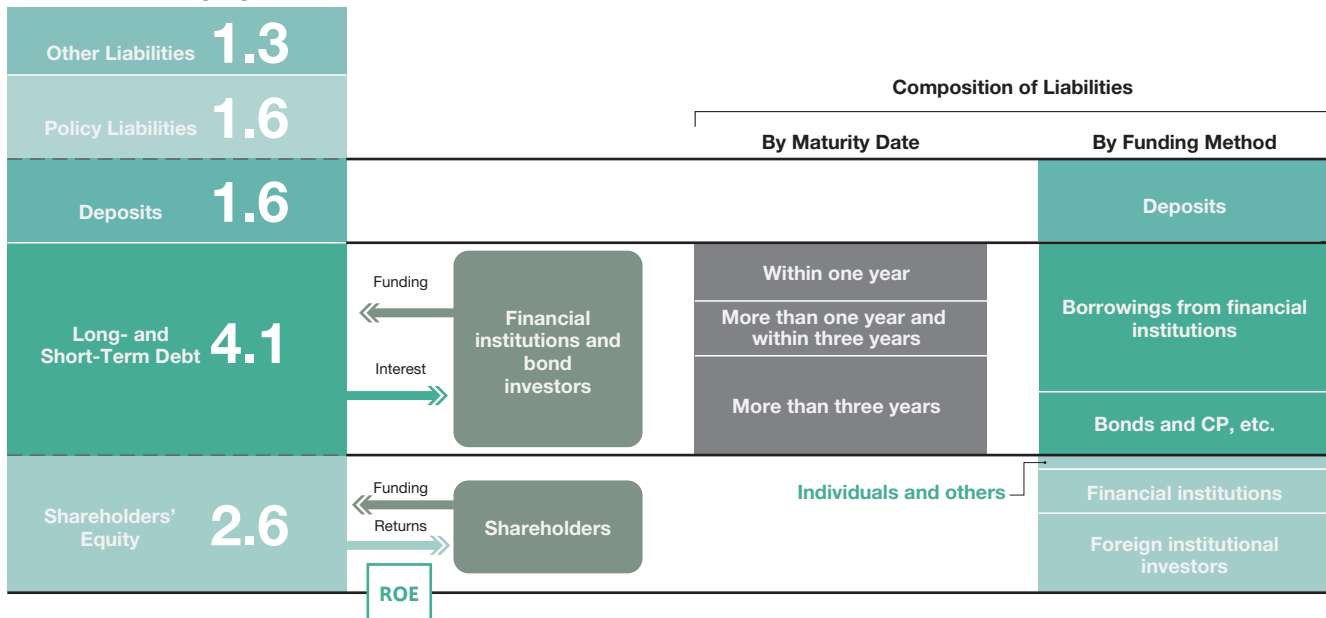 Other Liabilities 1.3
Policy Liabilities 1.6
Composition of Liabilities
By Maturity Date
By Funding Method
Deposits 1.6
Deposits
Long- and
Short-Term Debt 4.1
Funding
Interest
Financial
institutions and
bond
investors
Within one year
More than one year and
within three years
More than three years
Borrowings from financial
institutions
Bonds and CP, etc.
Shareholders'
Equity 2.6
Funding
Returns
Shareholders
Individuals and others
Financial institutions
Foreign institutional
investors
ROE